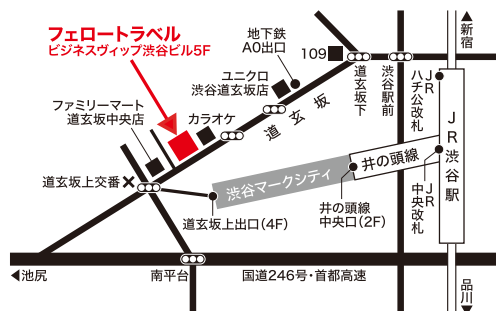 フェロートラベル
ビジネスヴィップ渋谷ビル5F
地下鉄
A0出口
109
▲
新宿
ユニクロ
渋谷道玄坂店
道玄坂下
渋谷駅前
JR
ハチ公改札
ファミリーマート
道玄坂中央店
カラオケ
道玄坂
JR渋谷駅
井の頭線
渋谷マークシティ
道玄坂上交番
道玄坂上出口(4F)
井の頭線
中央口(2F)
JR
中央改札
◀池尻
南平台
国道246号・首都高速
品川
▼